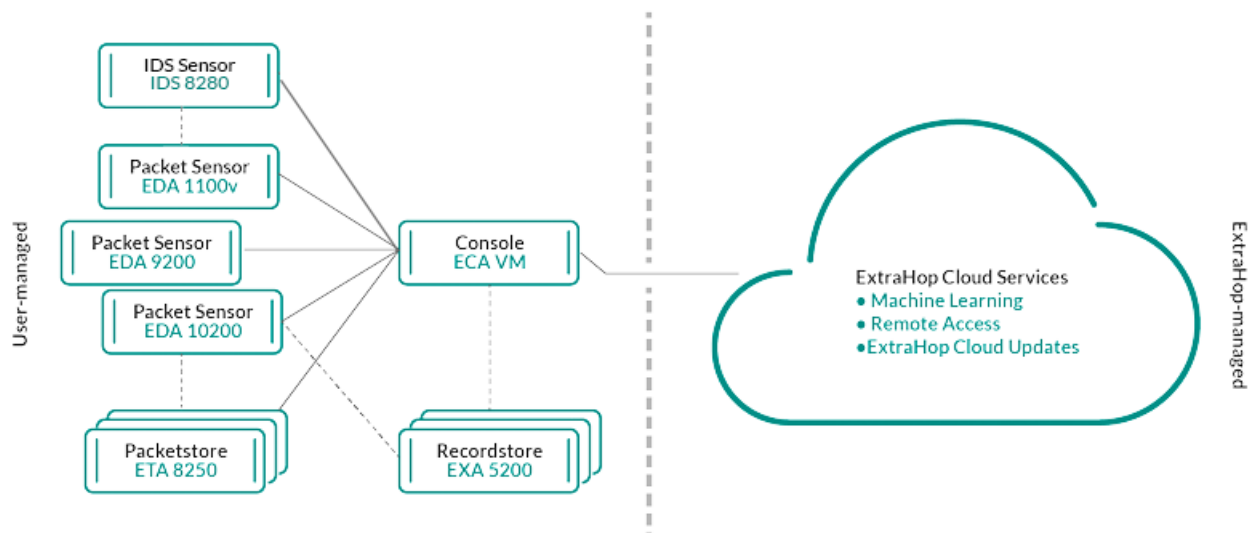 User-managed
IDS Sensor
IDS 8280
Packet Sensor
EDA 1100v
Packet Sensor
EDA 9200
Packet Sensor
EDA 10200
Packetstore
ETA 8250
Console
ECA VM
Recordstore
EXA 5200
ExtraHop Cloud Services
● Machine Learning
● Remote Access
●ExtraHop Cloud Updates
ExtraHop-managed